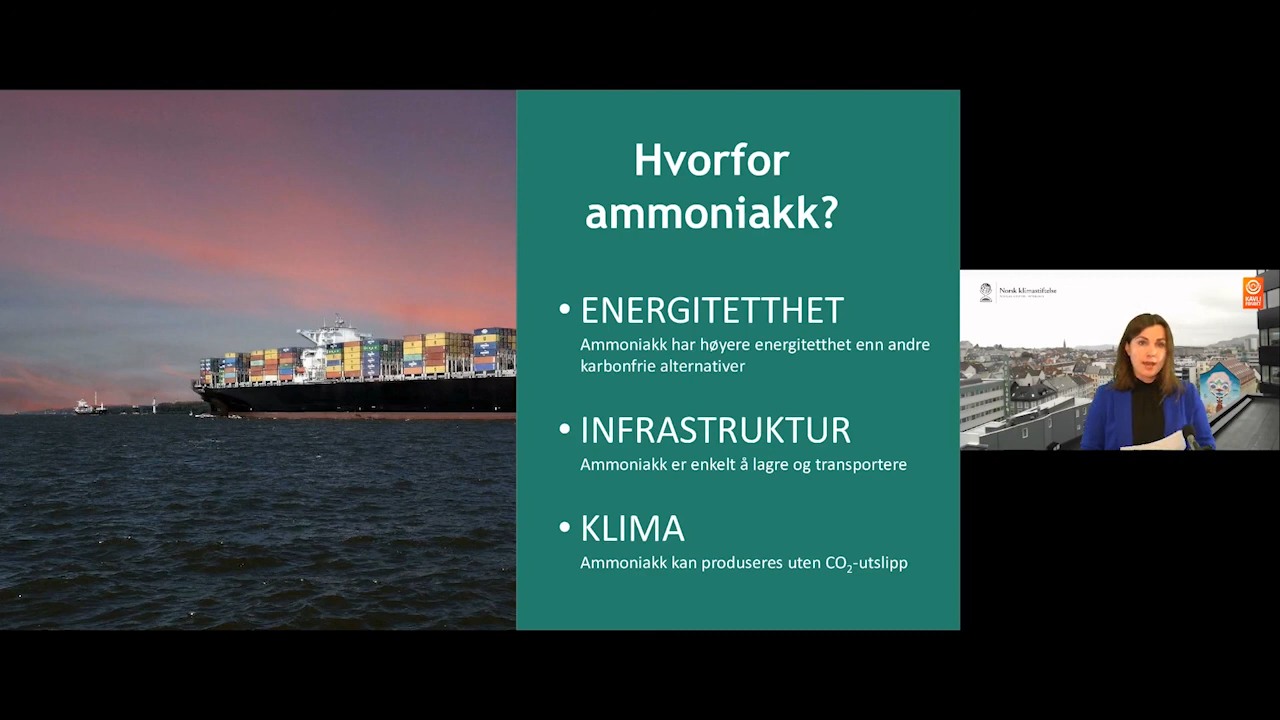 Hvorfor
ammoniakk?
• ENERGITETTHET
Ammoniakk har høyere energitetthet enn andre
karbonfrie alternativer
• INFRASTRUKTUR
Ammoniakk er enkelt å lagre og transportere
• KLIMA
Ammoniakk kan produseres uten CO₂-utslipp
Norsk klimastiftelse